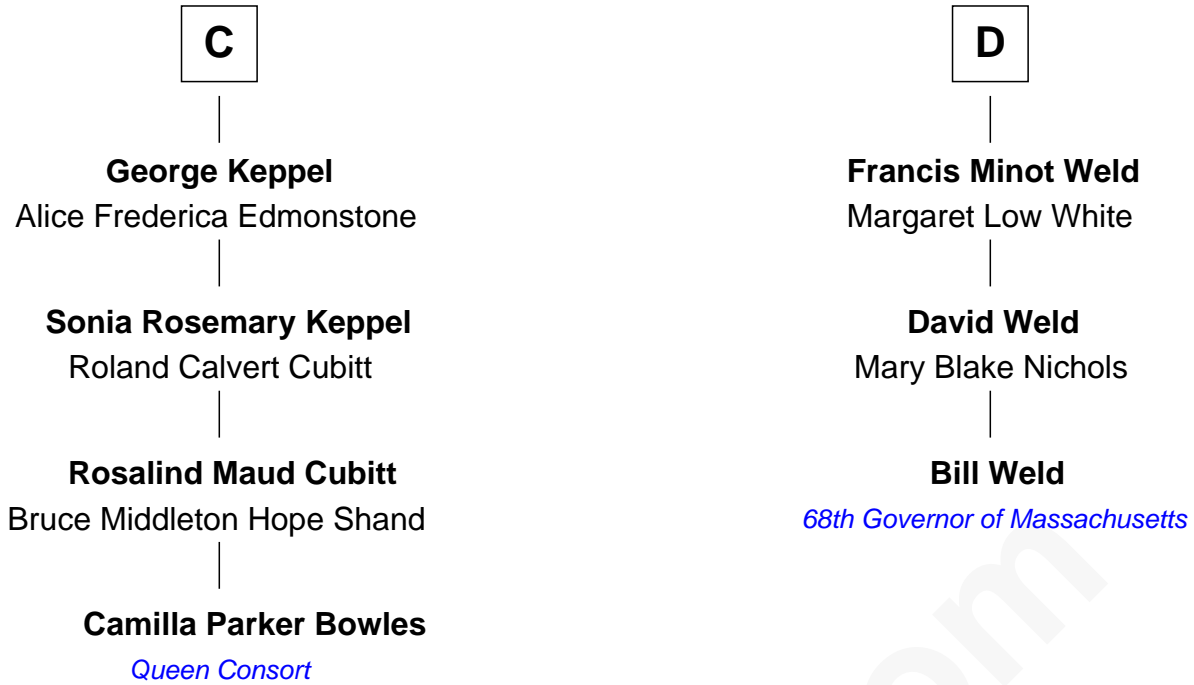 C
George Keppel
Alice Frederica Edmonstone
Sonia Rosemary Keppel
Roland Calvert Cubitt
Rosalind Maud Cubitt
Bruce Middleton Hope Shand
Camilla Parker Bowles
Queen Consort
D
Francis Minot Weld
Margaret Low White
David Weld
Mary Blake Nichols
Bill Weld
68th Governor of Massachusetts
om